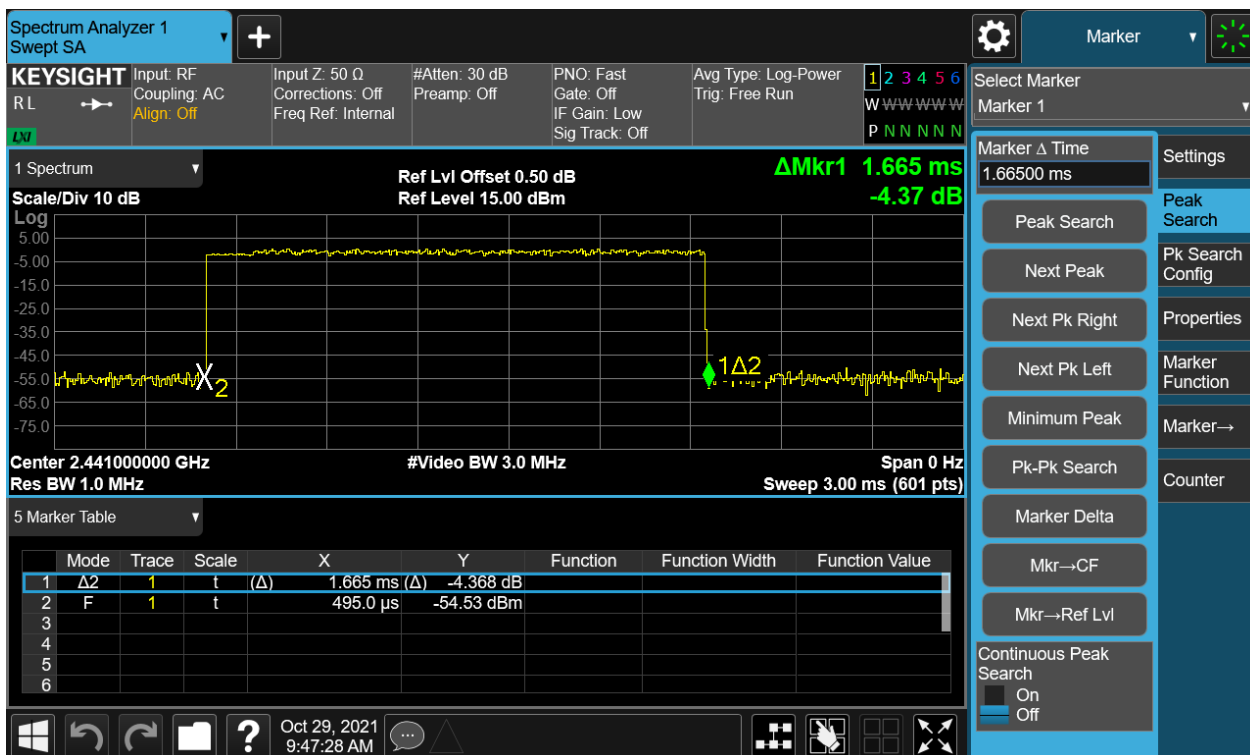 Spectrum Analyzer 1
Swept SA
+
Marker
KEYSIGHT
R L
LXI
Input: RF
Coupling: AC
Align: Off
Input Z: 50 Ω
Corrections: Off
Freq Ref: Internal
#Atten: 30 dB
Preamp: Off
PNO: Fast
Gate: Off
IF Gain: Low
Sig Track: Off
Avg Type: Log-Power
Trig: Free Run
1 2 3 4 5 6
W W W W W W
P N N N N N
Select Marker
Marker 1
1 Spectrum
Scale/Div 10 dB
Ref Lvl Offset 0.50 dB
Ref Level 15.00 dBm
ΔMkr1 1.665 ms
-4.37 dB
Log
5.00
-5.00
-15.0
-25.0
-35.0
-45.0
-55.0
-65.0
-75.0
2
1Δ2
Center 2.441000000 GHz
#Video BW 3.0 MHz
Span 0 Hz
Res BW 1.0 MHz
Sweep 3.00 ms (601 pts)
5 Marker Table
Mode Trace Scale X Y Function Function Width Function Value
1 Δ2 1 t (Δ) 1.665 ms (Δ) -4.368 dB
2 F 1 t 495.0 µs -54.53 dBm
3
4
5
6
Marker Δ Time
1.66500 ms
Peak Search
Next Peak
Next Pk Right
Next Pk Left
Minimum Peak
Pk-Pk Search
Marker Delta
Mkr→CF
Mkr→Ref Lvl
Continuous Peak
Search
On
Off
Settings
Peak
Search
Pk Search
Config
Properties
Marker
Function
Marker→
Counter
?
Oct 29, 2021
9:47:28 AM